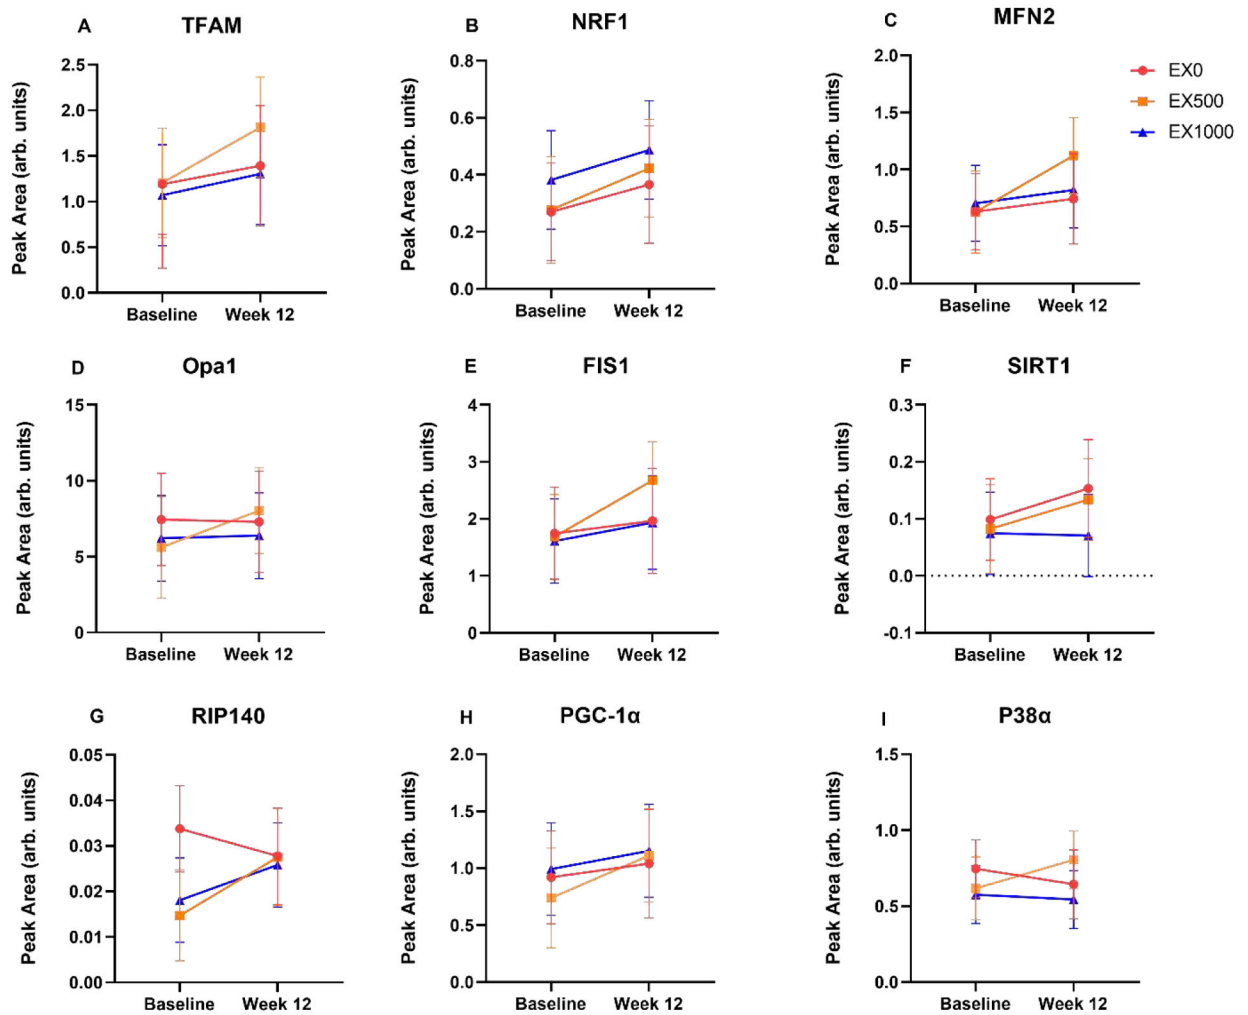 A TFAM
Peak Area (arb. units)
2.5
2.0
1.5
1.0
0.5
0.0
Baseline Week 12
B NRF1
Peak Area (arb. units)
0.8
0.6
0.4
0.2
0.0
Baseline Week 12
C MFN2
Peak Area (arb. units)
2.0
1.5
1.0
0.5
0.0
Baseline Week 12
EX0
EX500
EX1000
D Opa1
Peak Area (arb. units)
15
10
5
0
Baseline Week 12
E FIS1
Peak Area (arb. units)
4
3
2
1
0
Baseline Week 12
F SIRT1
Peak Area (arb. units)
0.3
0.2
0.1
0.0
-0.1
Baseline Week 12
G RIP140
Peak Area (arb. units)
0.05
0.04
0.03
0.02
0.01
0.00
Baseline Week 12
H PGC-1α
Peak Area (arb. units)
2.0
1.5
1.0
0.5
0.0
Baseline Week 12
I P38α
Peak Area (arb. units)
1.5
1.0
0.5
0.0
Baseline Week 12